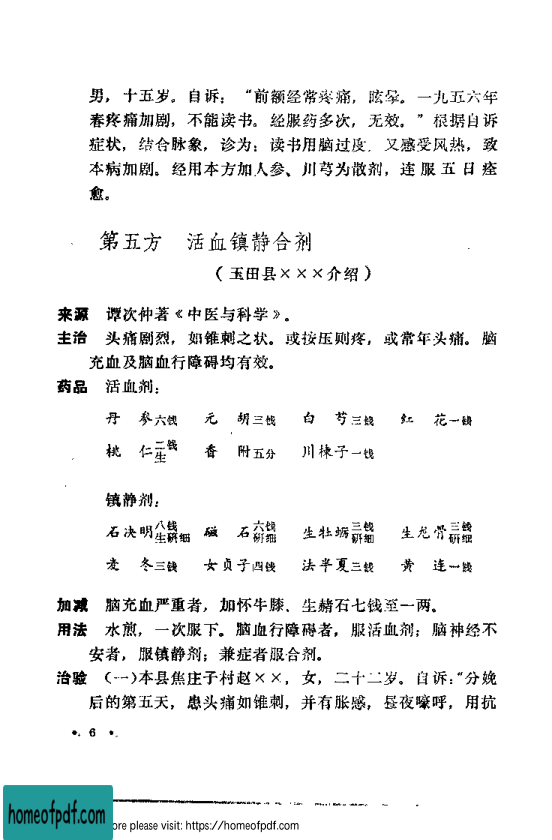 男，十五岁。自诉：“前额经常疼痛，眩晕。一九五六年
春疼痛加剧，不能读书。经服药多次，无效。”根据自诉
症状，结合脉象，诊为：读书用脑过度．又感受风热，致
本病加剧。经用本方加人参、川芎为散剂，连服五日痊
愈。
第五方 活血镇静合剂
（玉田县×××介绍）
来源 谭次仲著《中医与科学》。
主治 头痛剧烈，如锥刺之状。或按压则疼，或常年头痛。脑
充血及脑血行障碍均有效。
药品 活血剂：
丹 参六钱 元 胡三钱 白 芍三钱 红 花一钱
桃 仁二钱生 香 附五分 川楝子一钱
镇静剂：
石决明八钱生研细 磁 石六钱研细 生牡蛎三钱研细 生龙骨三钱研细
麦 冬三钱 女贞子四钱 法半夏三钱 黄 连一钱
加减 脑充血严重者，加怀牛膝、生赭石七钱至一两。
用法 水煎，一次服下。脑血行障碍者，服活血剂；脑神经不
安者，服镇静剂；兼症者服合剂。
治验 （一）本县焦庄子村赵××，女，二十二岁。自诉：“分娩
后的第五天，患头痛如锥刺，并有胀感，昼夜嚎呼，用抗
· 6 ·
homeofpdf.com
ore please visit: https://homeofpdf.com